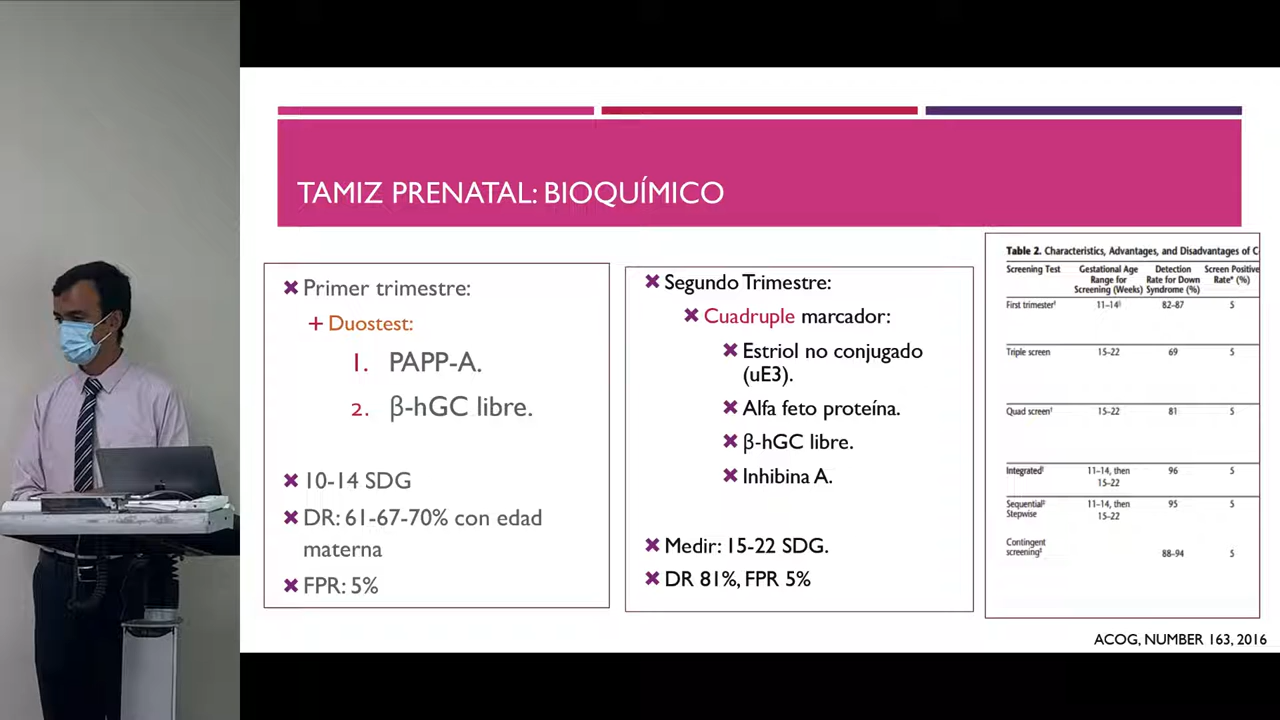 TAMIZ PRENATAL: BIOQUÍMICO
Primer trimestre:
Duostest:
1. PAPP-A.
2. β-hGC libre.
10-14 SDG
DR: 61-67-70% con edad
materna
FPR: 5%
Segundo Trimestre:
Cuadruple marcador:
Estriol no conjugado
(uE3).
Alfa feto proteína.
β-hGC libre.
Inhibina A.
Medir: 15-22 SDG.
DR 81%, FPR 5%
Table 2. Characteristics, Advantages, and Disadvantages of C
Screening Test Gestational Age Range for Screening (Weeks) Detection Rate for Down Syndrome (%) Screen Positive Rate* (%)
First trimester† 11–14§ 82–87 5
Triple screen 15–22 69 5
Quad screen† 15–22 81 5
Integrated‡ 11–14, then 15–22 96 5
Sequential‡ Stepwise 11–14, then 15–22 95 5
Contingent screening‡ 88–94 5
ACOG, NUMBER 163, 2016